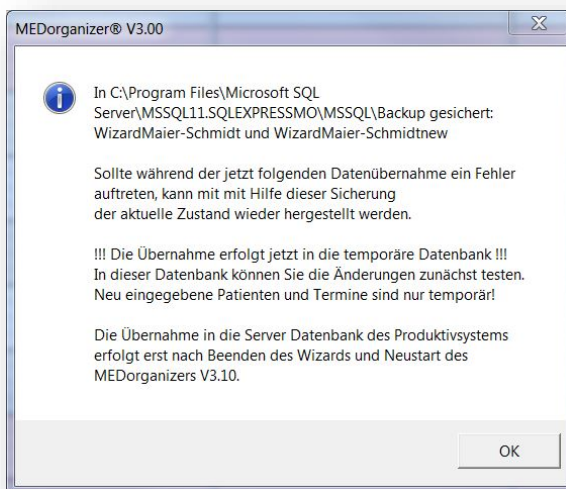 MEDorganizer® V3.00
In C:\Program Files\Microsoft SQL
Server\MSSQL11.SQLEXPRESSMO\MSSQL\Backup gesichert:
WizardMaier-Schmidt und WizardMaier-Schmidtnew
Sollte während der jetzt folgenden Datenübernahme ein Fehler
auftreten, kann mit mit Hilfe dieser Sicherung
der aktuelle Zustand wieder hergestellt werden.
!!! Die Übernahme erfolgt jetzt in die temporäre Datenbank !!!
In dieser Datenbank können Sie die Änderungen zunächst testen.
Neu eingegebene Patienten und Termine sind nur temporär!
Die Übernahme in die Server Datenbank des Produktivsystems
erfolgt erst nach Beenden des Wizards und Neustart des
MEDorganizers V3.10.
OK